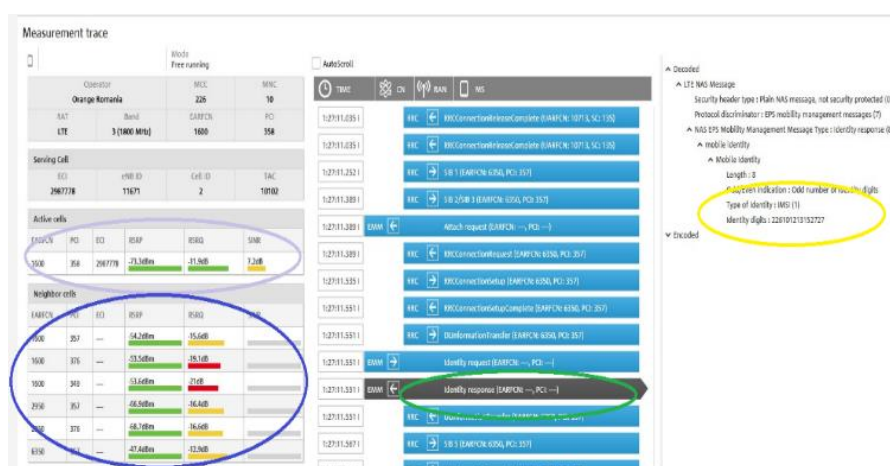 Measurement trace
Mode
Free running
Operator MCC MNC
Orange Romania 226 10
RAT Band EARFCN PCI
LTE 3 (1800 MHz) 1600 358
Serving Cell
ECI eNB ID Cell ID TAC
2987778 11671 2 10102
Active cells
EARFCN PCI ECI RSRP RSRQ SINR
1600 358 2987778 -73.3dBm -11.9dB 7.2dB
Neighbor cells
EARFCN PCI ECI RSRP RSRQ SINR
1600 357 --- -54.2dBm -15.6dB
1600 376 --- -53.5dBm -19.1dB
1600 --- -53.6dBm -21dB
2950 357 --- -46.9dBm -16.4dB
376 --- -68.7dBm -16.6dB
6350 --- -47.4dBm -12.9dB
AutoScroll
TIME CN RAN MS
1:27:11.035 RRC RRCConnectionReleaseComplete (UARFCN: 10713, SC: 135)
1:27:11.035 RRC RRCConnectionReleaseComplete (UARFCN: 10713, SC: 135)
1:27:11.252 RRC SIB 1 (EARFCN: 6350, PCI: 357)
1:27:11.389 RRC SIB 2/SIB 3 (EARFCN: 6350, PCI: 357)
1:27:11.389 EMM Attach request (EARFCN: ---, PCI: ---)
1:27:11.389 RRC RRCConnectionRequest (EARFCN: 6350, PCI: 357)
1:27:11.535 RRC RRCConnectionSetup (EARFCN: 6350, PCI: 357)
1:27:11.551 RRC RRCConnectionSetupComplete (EARFCN: 6350, PCI: 357)
1:27:11.551 RRC DLInformationTransfer (EARFCN: 6350, PCI: 357)
1:27:11.551 EMM Identity request (EARFCN: ---, PCI: ---)
1:27:11.551 EMM Identity response (EARFCN: ---, PCI: ---)
1:27:11.551 RRC ULInformationTransfer (EARFCN: 6350, PCI: 357)
1:27:11.567 RRC SIB 5 (EARFCN: 6350, PCI: 357)
Decoded
LTE NAS Message
Security header type : Plain NAS message, not security protected (0
Protocol discriminator : EPS mobility management messages (7)
NAS EPS Mobility Management Message Type : Identity response (
mobile identity
Mobile identity
Length : 8
Odd/Even indication : Odd number of identity digits
Type of identity : IMSI (1)
Identity digits : 226101213152727
Encoded